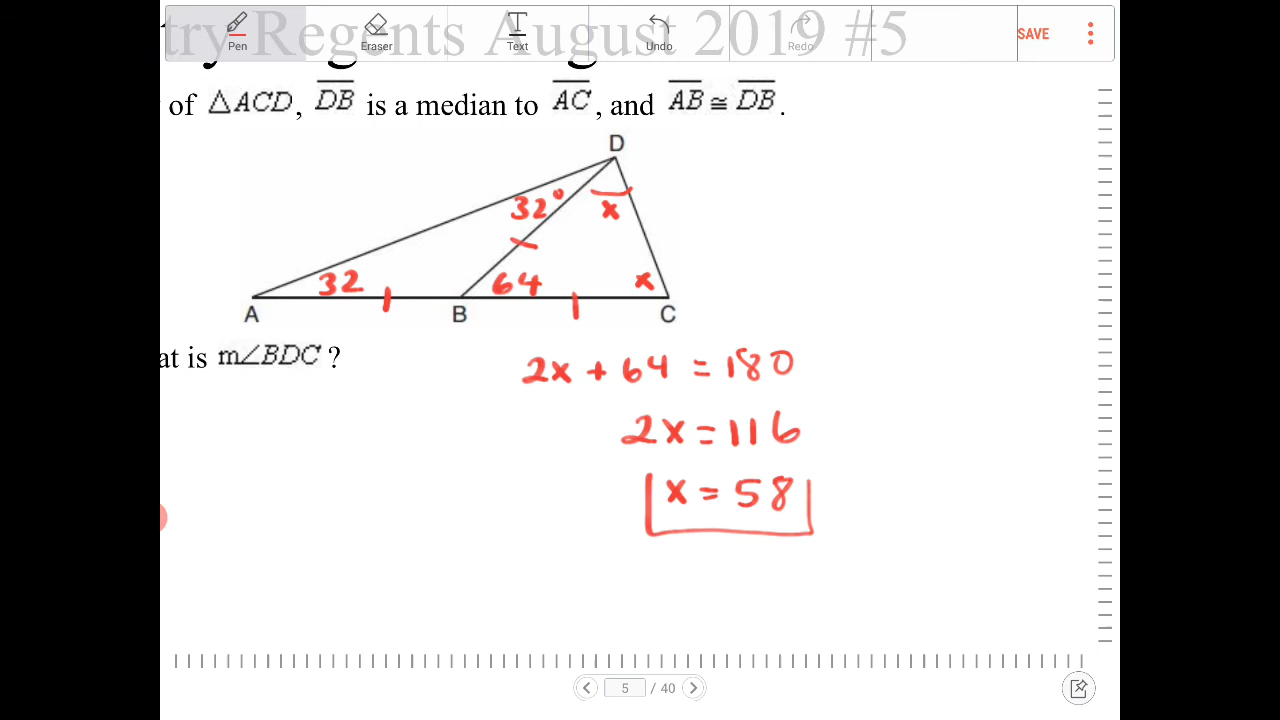 try Regents August 2019 #5
Pen Eraser Text Undo Redo SAVE
of △ACD, DB is a median to AC, and AB ≅ DB.
D
32° x
32 64 x
A B C
at is m∠BDC ?
2x + 64 = 180
2x = 116
x = 58
5 / 40